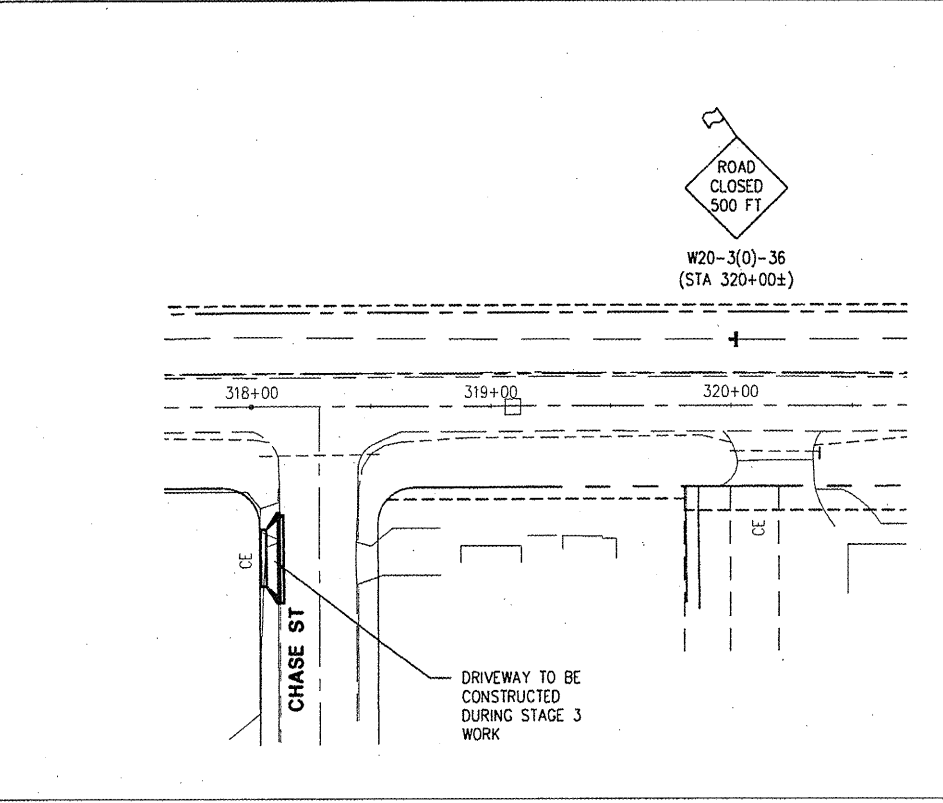 ROAD
CLOSED
500 FT
W20-3(O)-36
(STA 320+00±)
318+00
319+00
320+00
CE
CE
CHASE ST
DRIVEWAY TO BE
CONSTRUCTED
DURING STAGE 3
WORK